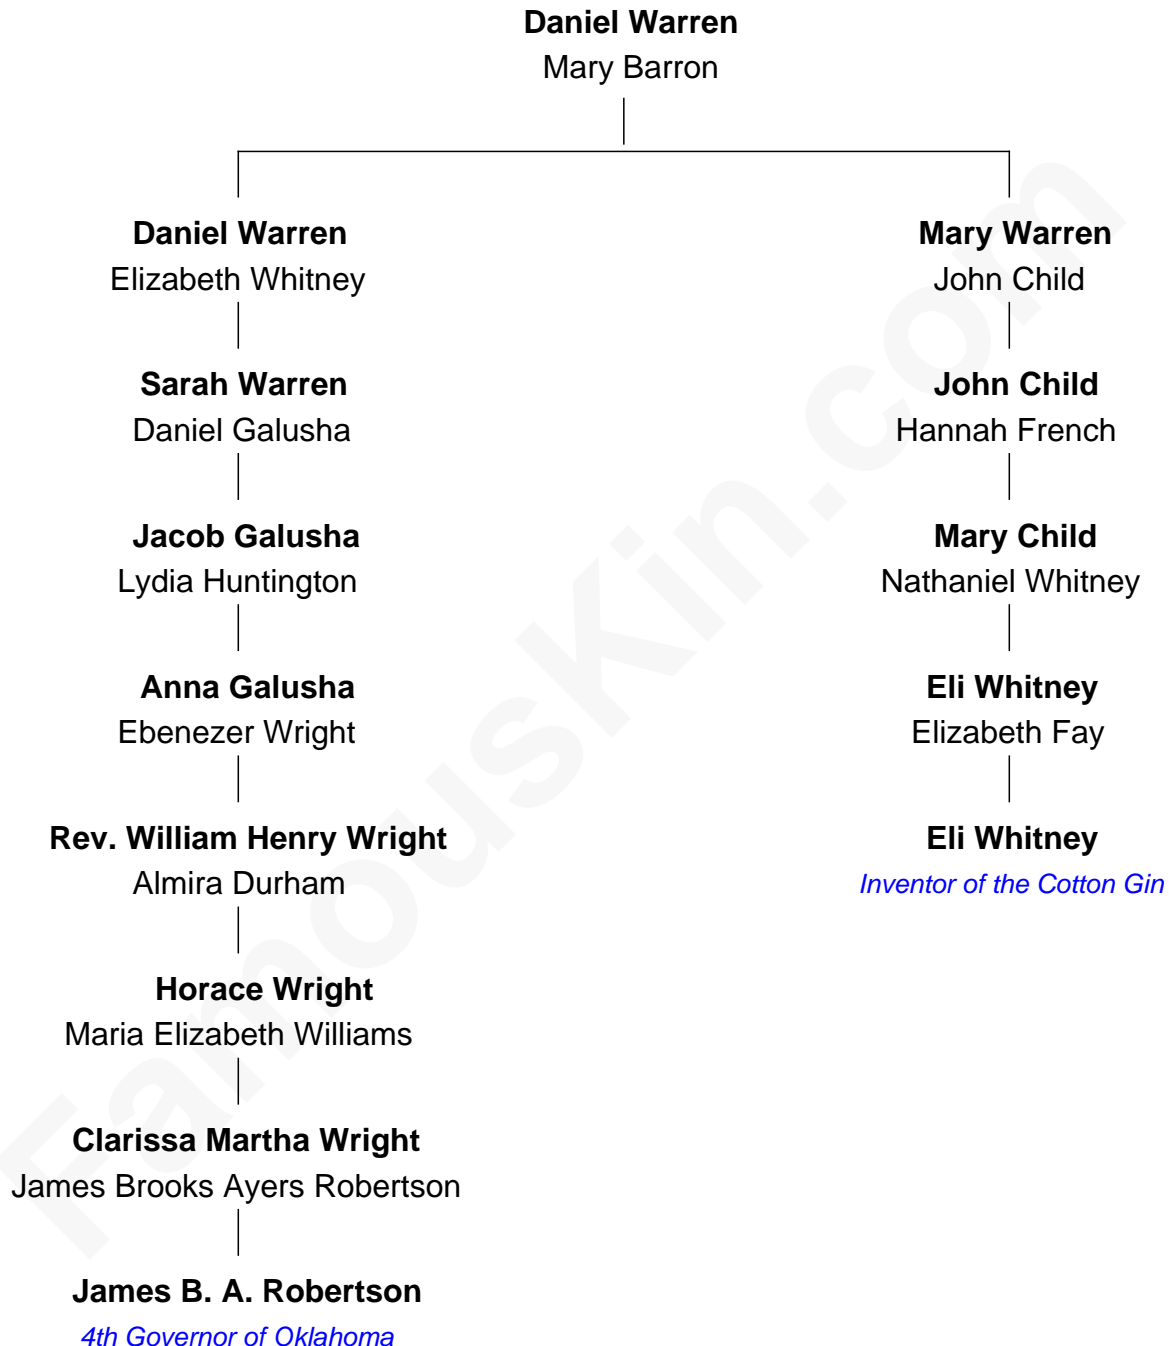 Daniel Warren
Mary Barron
Daniel Warren
Elizabeth Whitney
Sarah Warren
Daniel Galusha
Jacob Galusha
Lydia Huntington
Anna Galusha
Ebenezer Wright
Rev. William Henry Wright
Almira Durham
Horace Wright
Maria Elizabeth Williams
Clarissa Martha Wright
James Brooks Ayers Robertson
James B. A. Robertson
4th Governor of Oklahoma
Mary Warren
John Child
John Child
Hannah French
Mary Child
Nathaniel Whitney
Eli Whitney
Elizabeth Fay
Eli Whitney
Inventor of the Cotton Gin
FamousKin.com